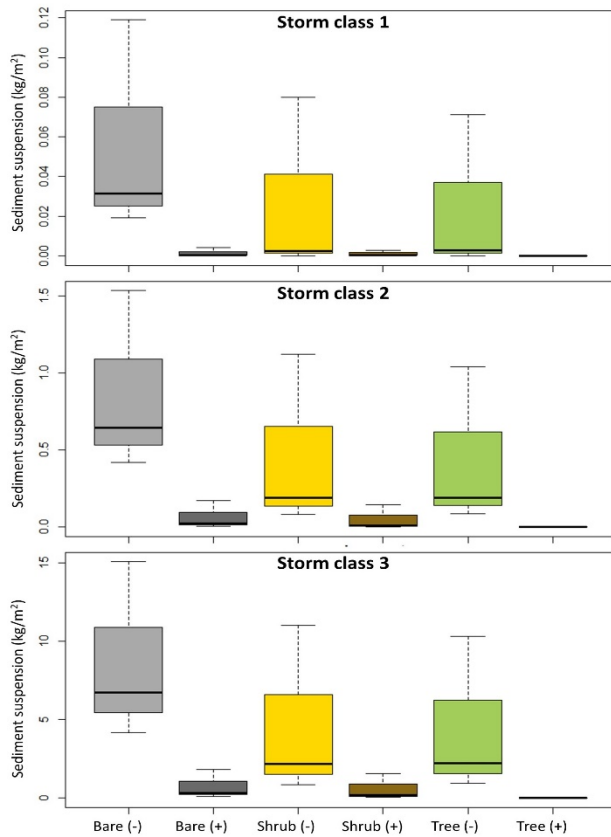 Storm class 1
Sediment suspension (kg/m²)
0.12
0.10
0.08
0.06
0.04
0.02
0.00
Storm class 2
Sediment suspension (kg/m²)
1.5
1.0
0.5
0.0
Storm class 3
Sediment suspension (kg/m²)
15
10
5
0
Bare (-) Bare (+) Shrub (-) Shrub (+) Tree (-) Tree (+)